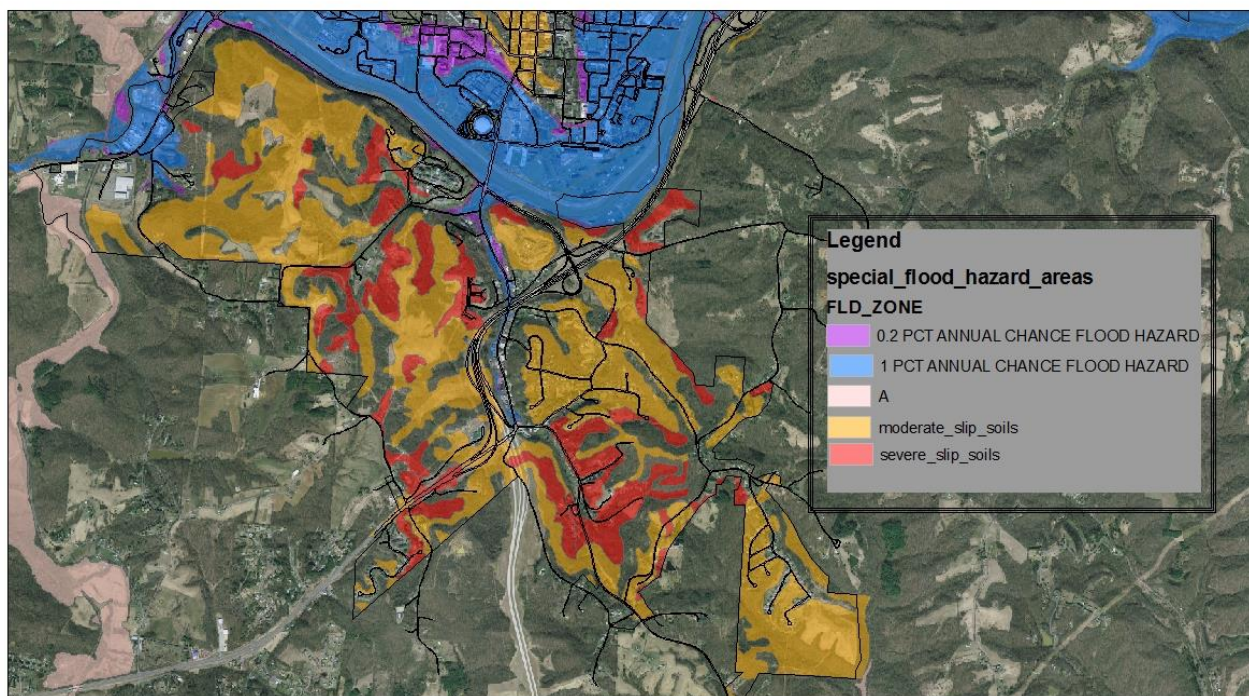 Legend
special_flood_hazard_areas
FLD_ZONE
0.2 PCT ANNUAL CHANCE FLOOD HAZARD
1 PCT ANNUAL CHANCE FLOOD HAZARD
A
moderate_slip_soils
severe_slip_soils